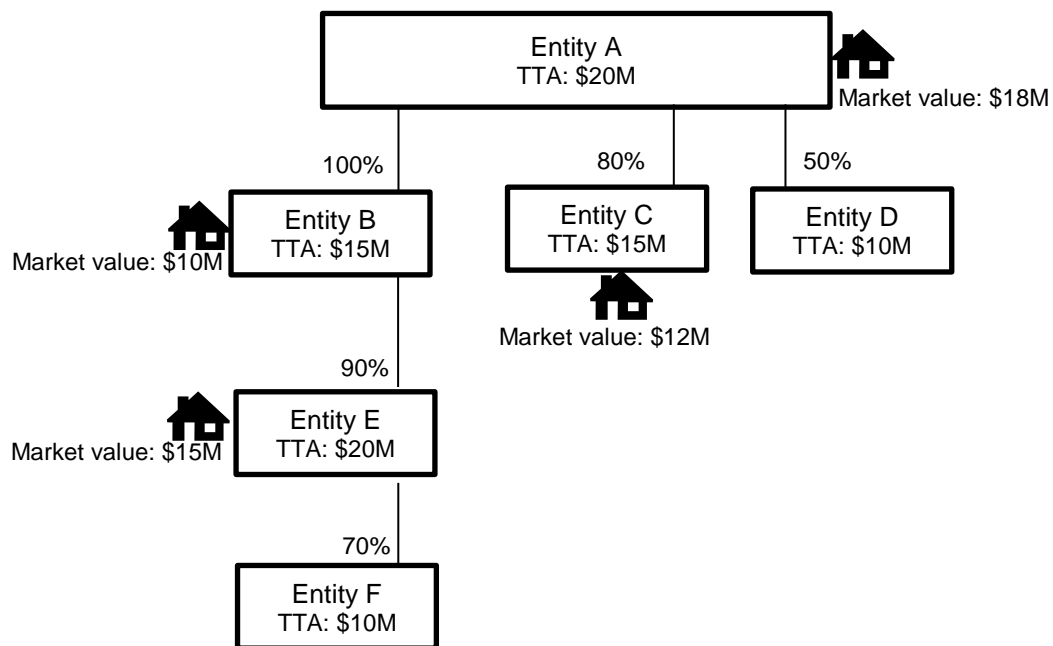 Entity A
TTA: $20M
Market value: $18M
100%
80%
50%
Entity B
TTA: $15M
Market value: $10M
Entity C
TTA: $15M
Market value: $12M
Entity D
TTA: $10M
90%
Entity E
TTA: $20M
Market value: $15M
70%
Entity F
TTA: $10M